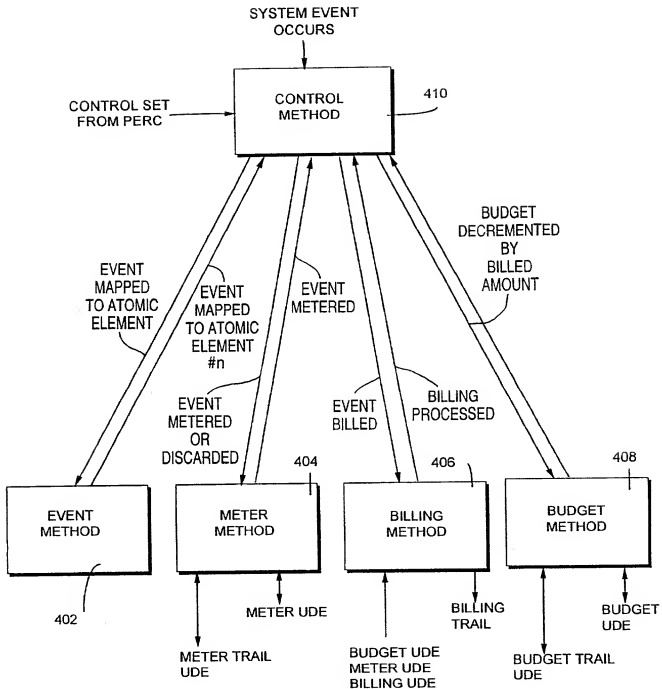 SYSTEM EVENT
OCCURS
CONTROL
METHOD
410
CONTROL SET
FROM PERC
BUDGET
DECREMENTED
BY
BILLED
AMOUNT
EVENT
MAPPED
TO ATOMIC
ELEMENT
EVENT
MAPPED
TO ATOMIC
ELEMENT
#n
EVENT
METERED
EVENT
METERED
OR
DISCARDED
EVENT
BILLED
BILLING
PROCESSED
EVENT
METHOD
402
METER
METHOD
404
BILLING
METHOD
406
BUDGET
METHOD
408
METER TRAIL
UDE
METER UDE
BUDGET UDE
METER UDE
BILLING UDE
BILLING
TRAIL
BUDGET TRAIL
UDE
BUDGET
UDE